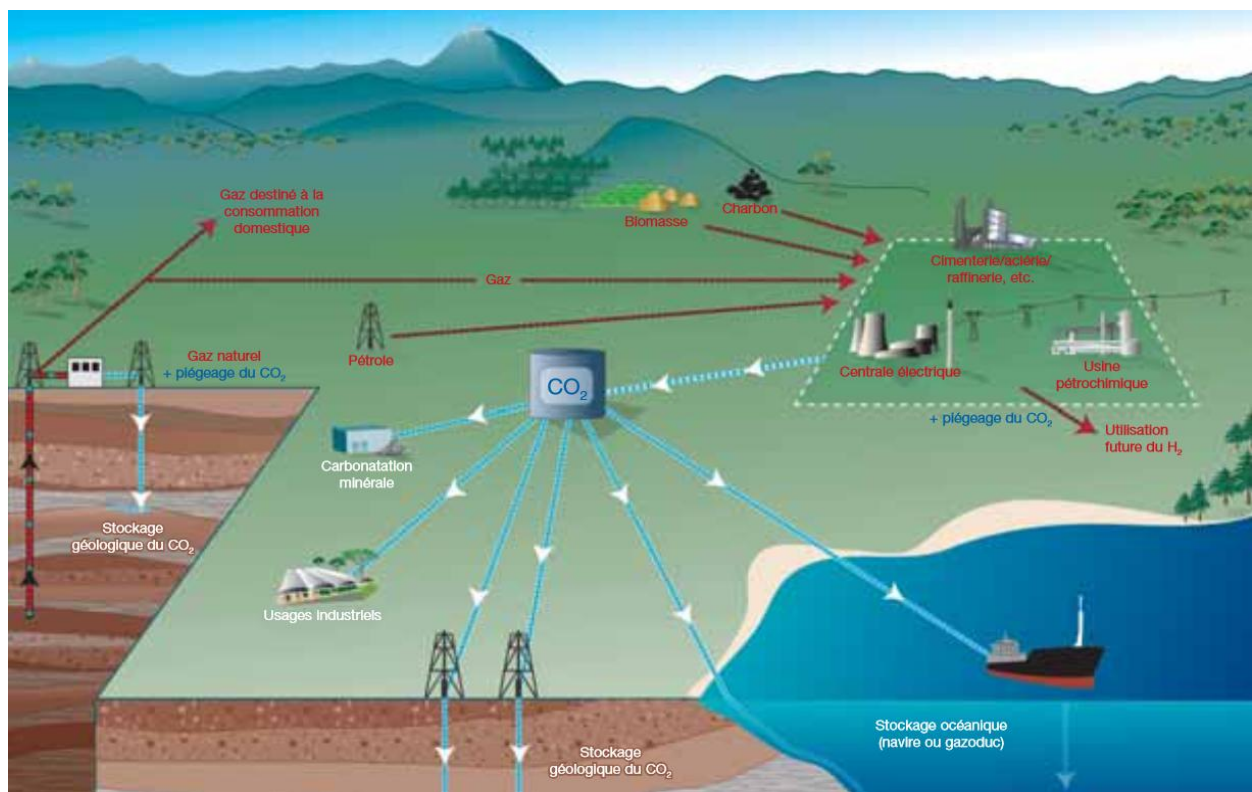 Gaz destiné à la
consommation
domestique
Biomasse
Charbon
Cimenterie/aciérie/
raffinerie, etc.
Gaz
Pétrole
Gaz naturel
+ piégeage du CO₂
CO₂
Centrale électrique
Usine
pétrochimique
+ piégeage du CO₂
Utilisation
future du H₂
Carbonatation
minérale
Stockage
géologique du CO₂
Usages industriels
Stockage océanique
(navire ou gazoduc)
Stockage
géologique du CO₂